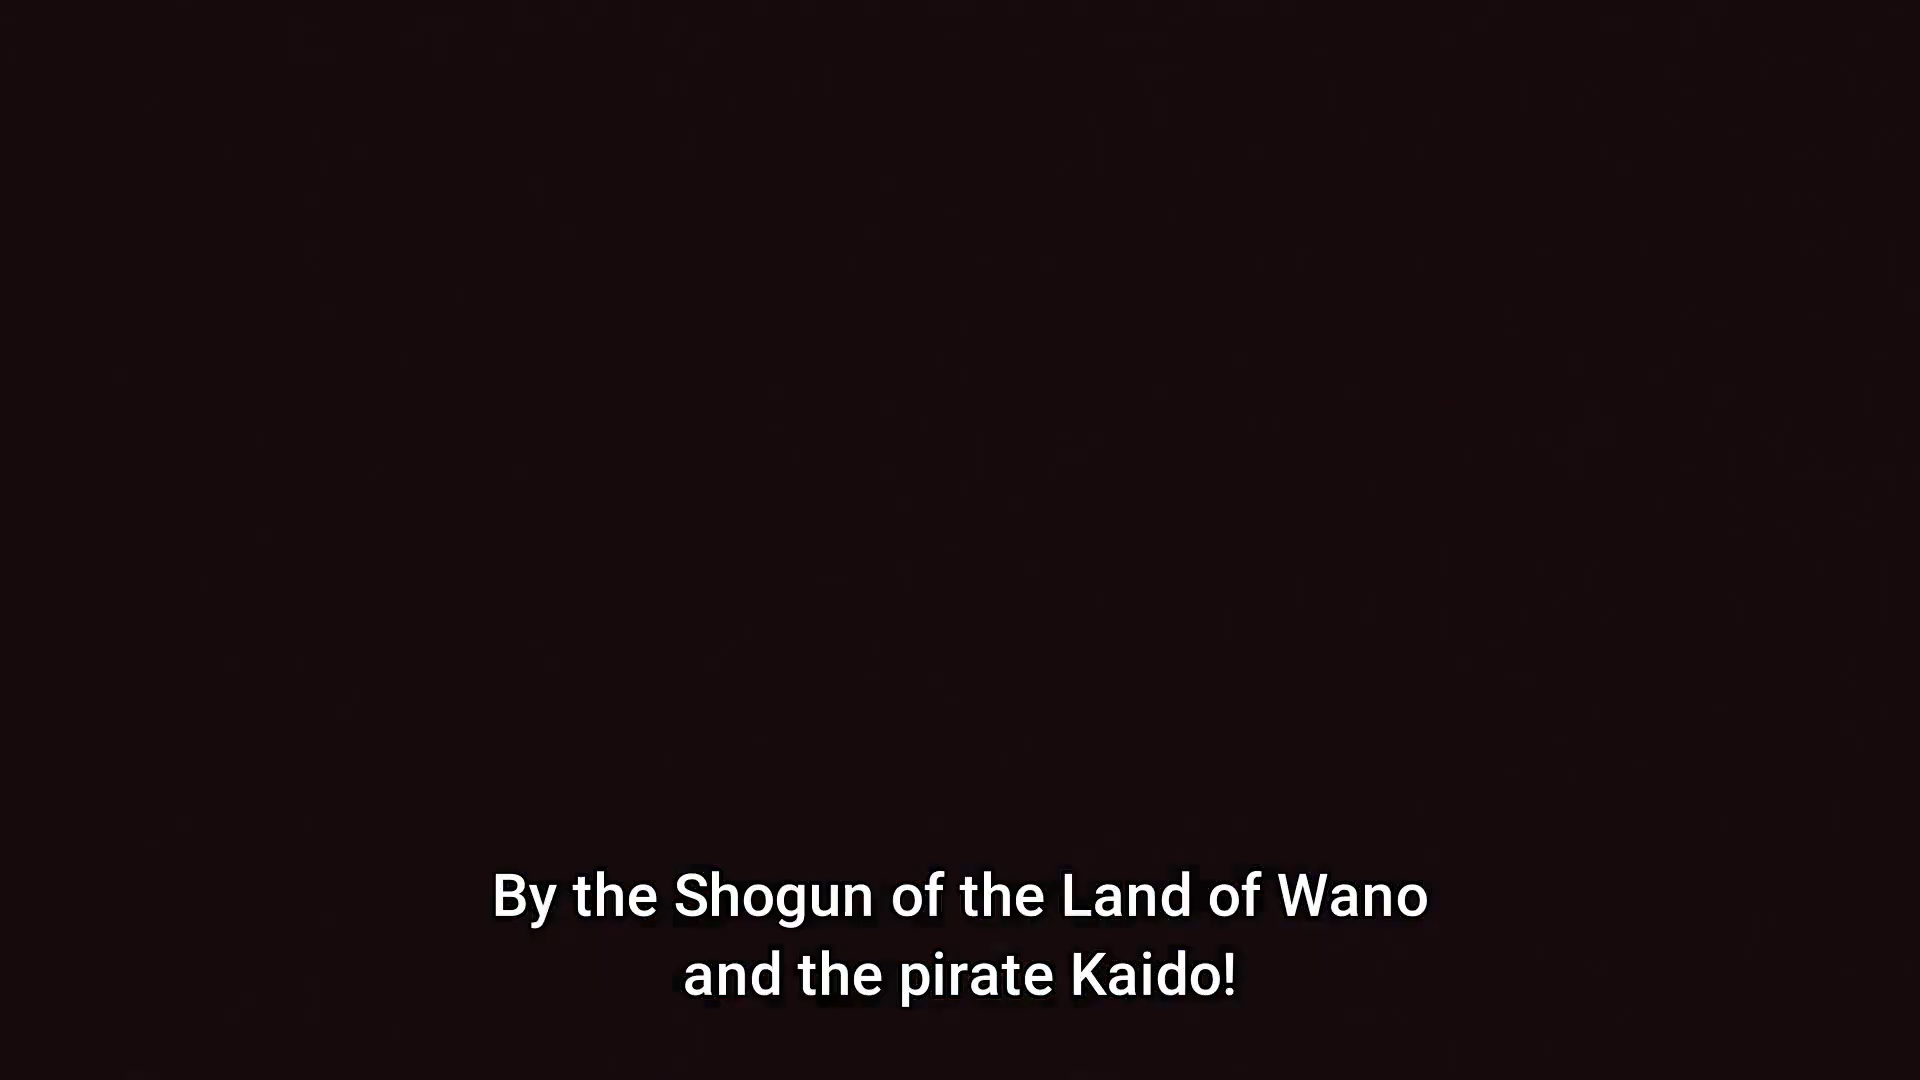 By the Shogun of the Land of Wano
and the pirate Kaido!